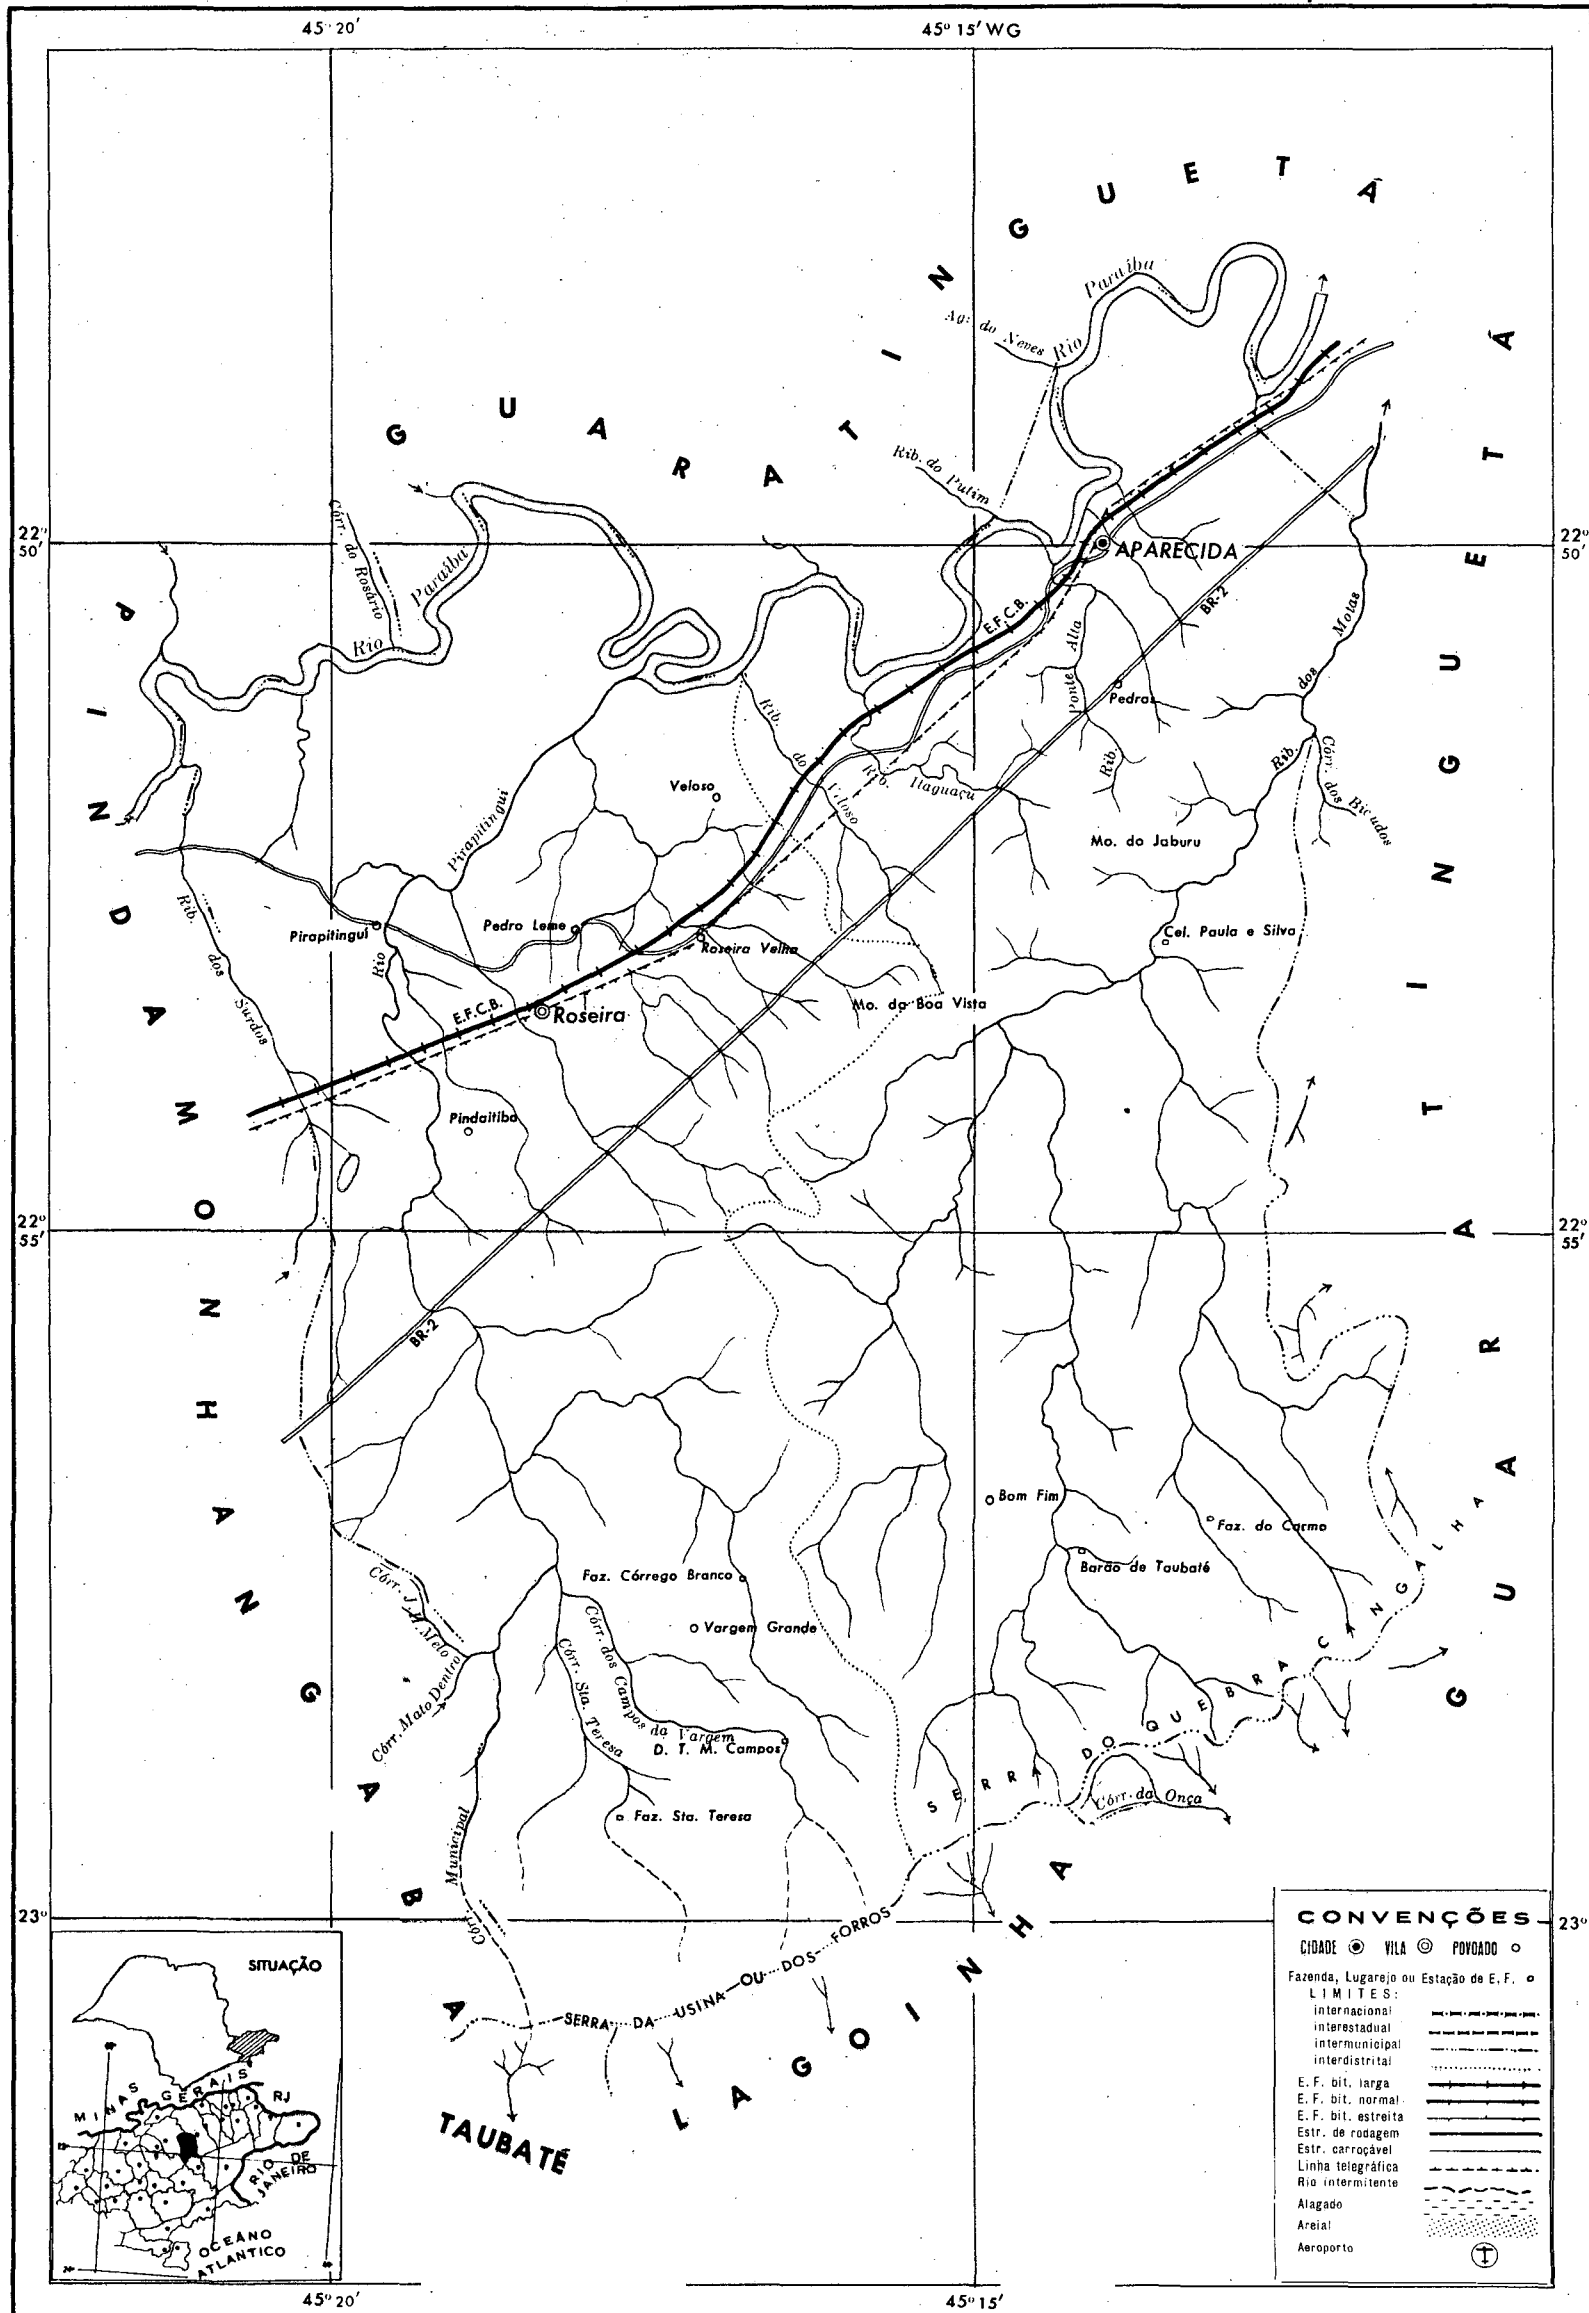 45° 20'
45° 15' WG
GUARATINGUETÁ
Paraíba
Rio
Ag. do Neves
Rib. do Putim
22° 50'
22° 50'
Córr. do Rosário
Paraíba
Rio
APARECIDA
E.F.C.B.
BR-2
Rib. dos Motas
Ponte Alta
Rib.
Pedras
Rib. do Veloso
Rib. Itaguaçu
Veloso
Córr. dos Bicudos
Mo. do Jaburu
Rio Pirapitingui
Pirapitinguí
Pedro Leme
Roseira Velha
Cel. Paula e Silva
Rib. dos Surdos
E.F.C.B.
Roseira
Mo. da Boa Vista
Pindaitiba
PINDAMONHANGABA
GUARATINGUETÁ
22° 55'
22° 55'
BR-2
Bom Fim
Faz. do Carmo
Barão de Taubaté
Faz. Córrego Branco
Vargem Grande
Córr. J. M. Melo
Córr. Mato Dentro
Córr. Sta. Teresa
Córr. dos Campos da Vargem
D. T. M. Campos
Faz. Sta. Teresa
Córr. Municipal
SERRA DO QUEBRA CANGALHA
Córr. da Onça
SERRA DA USINA OU DOS FORROS
LAGOINHA
TAUBATÉ
23°
23°
SITUAÇÃO
MINAS GERAIS
RJ
RIO DE JANEIRO
OCEANO
ATLANTICO
CONVENÇÕES
CIDADE VILA POVOADO
Fazenda, Lugarejo ou Estação de E. F.
LIMITES:
internacional
interestadual
intermunicipal
interdistrital
E. F. bit. larga
E. F. bit. normal
E. F. bit. estreita
Estr. de rodagem
Estr. carroçável
Linha telegráfica
Rio intermitente
Alagado
Areial
Aeroporto
45° 20'
45° 15'